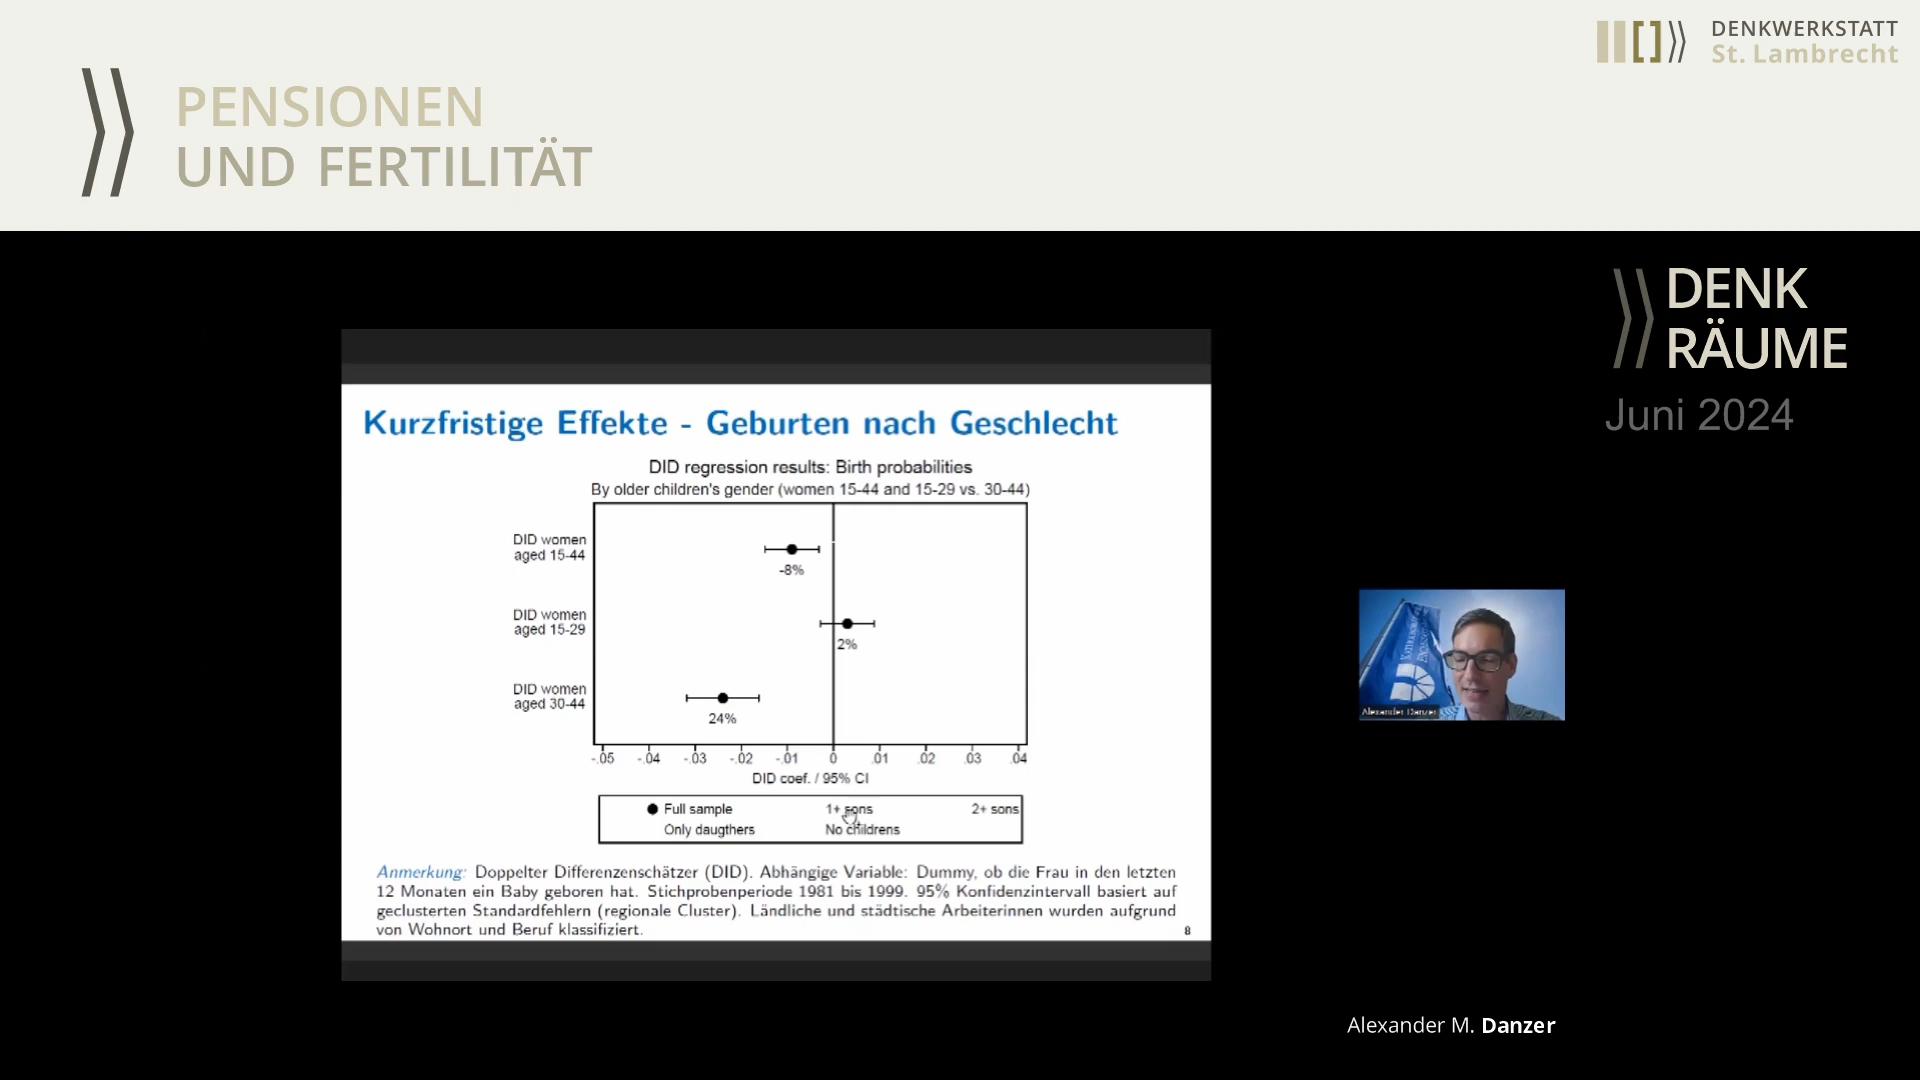 DENKWERKSTATT
St. Lambrecht
PENSIONEN
UND FERTILITÄT
DENK
RÄUME
Juni 2024
Kurzfristige Effekte - Geburten nach Geschlecht
DID regression results: Birth probabilities
By older children's gender (women 15-44 and 15-29 vs. 30-44)
DID women
aged 15-44
-8%
DID women
aged 15-29
2%
DID women
aged 30-44
24%
-.05 -.04 -.03 -.02 -.01 0 .01 .02 .03 .04
DID coef. / 95% CI
Full sample 1+ sons 2+ sons
Only daugthers No childrens
Anmerkung: Doppelter Differenzenschätzer (DID). Abhängige Variable: Dummy, ob die Frau in den letzten
12 Monaten ein Baby geboren hat. Stichprobenperiode 1981 bis 1999. 95% Konfidenzintervall basiert auf
geclusterten Standardfehlern (regionale Cluster). Ländliche und städtische Arbeiterinnen wurden aufgrund
von Wohnort und Beruf klassifiziert.
8
Alexander Danzer
Alexander M. Danzer